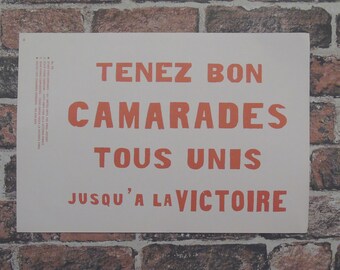 TENEZ BON
CAMARADES
TOUS UNIS
JUSQU'A LA VICTOIRE